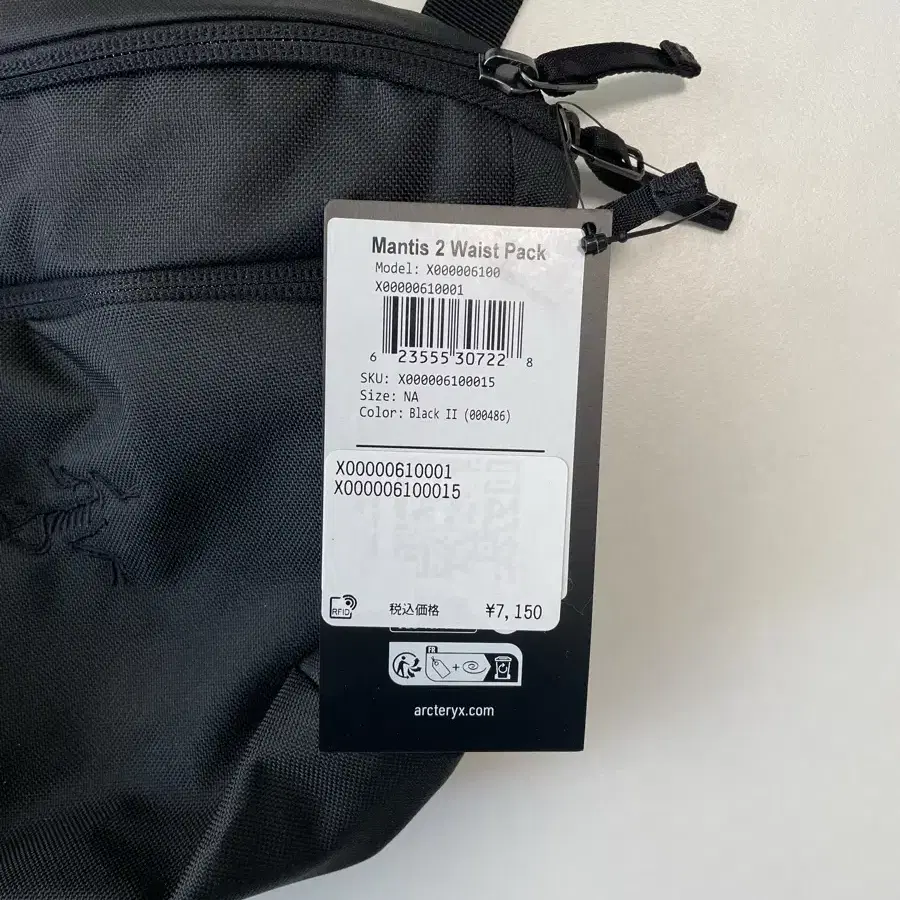 Mantis 2 Waist Pack
Model: X000006100
X00000610001
6 23555 30722 8
SKU: X000006100015
Size: NA
Color: Black II (000486)
X00000610001
X000006100015
RFID 税込価格 ¥7,150
FR
arcteryx.com